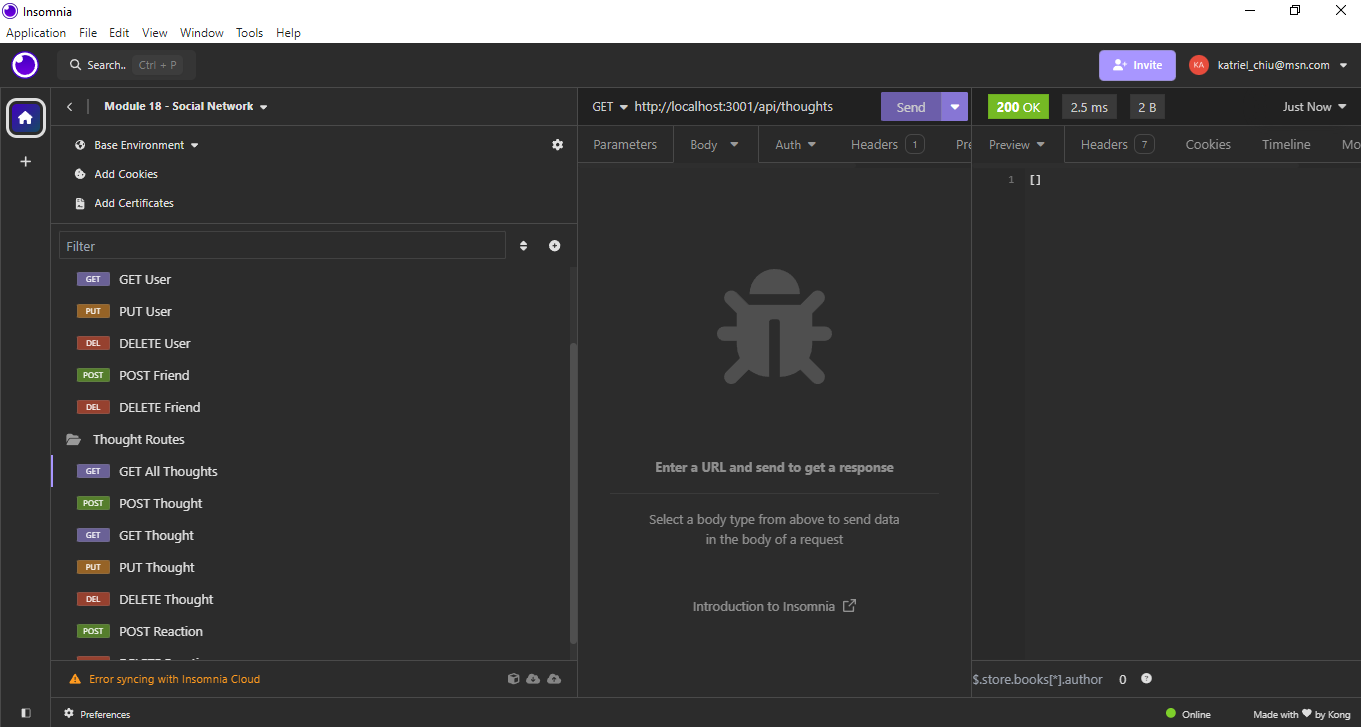 Insomnia
Application File Edit View Window Tools Help
Search.. Ctrl + P
Invite
KA
katriel_chiu@msn.com
Module 18 - Social Network
Base Environment
Add Cookies
Add Certificates
Filter
GET GET User
PUT PUT User
DEL DELETE User
POST POST Friend
DEL DELETE Friend
Thought Routes
GET GET All Thoughts
POST POST Thought
GET GET Thought
PUT PUT Thought
DEL DELETE Thought
POST POST Reaction
Error syncing with Insomnia Cloud
Preferences
GET http://localhost:3001/api/thoughts Send
Parameters Body Auth Headers 1 Pre
Enter a URL and send to get a response
Select a body type from above to send data
in the body of a request
Introduction to Insomnia
200 OK 2.5 ms 2 B Just Now
Preview Headers 7 Cookies Timeline Mo
1 []
$.store.books[*].author 0 ?
Online Made with ❤ by Kong